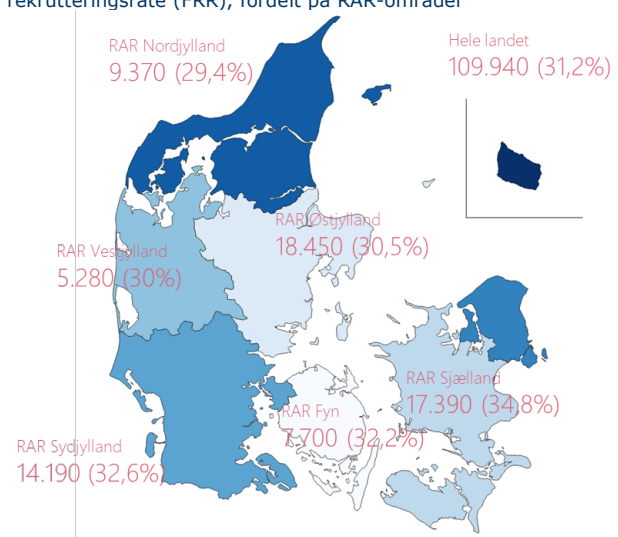 rekrutteringsrate (FRR), fordelt på RAR-områder
RAR Nordjylland
9.370 (29,4%)
Hele landet
109.940 (31,2%)
RAR Østjylland
18.450 (30,5%)
RAR Vestjylland
5.280 (30%)
RAR Sjælland
17.390 (34,8%)
RAR Fyn
7.700 (32,2%)
RAR Sydjylland
14.190 (32,6%)